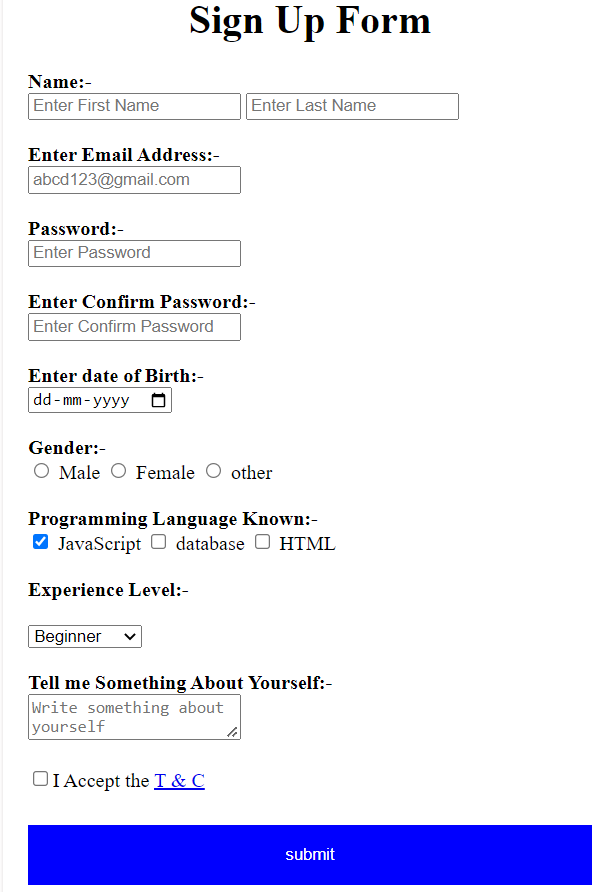 Sign Up Form
Name:-
Enter First Name Enter Last Name
Enter Email Address:-
abcd123@gmail.com
Password:-
Enter Password
Enter Confirm Password:-
Enter Confirm Password
Enter date of Birth:-
dd-mm-yyyy
Gender:-
Male Female other
Programming Language Known:-
JavaScript database HTML
Experience Level:-
Beginner
Tell me Something About Yourself:-
Write something about
yourself
I Accept the T & C
submit